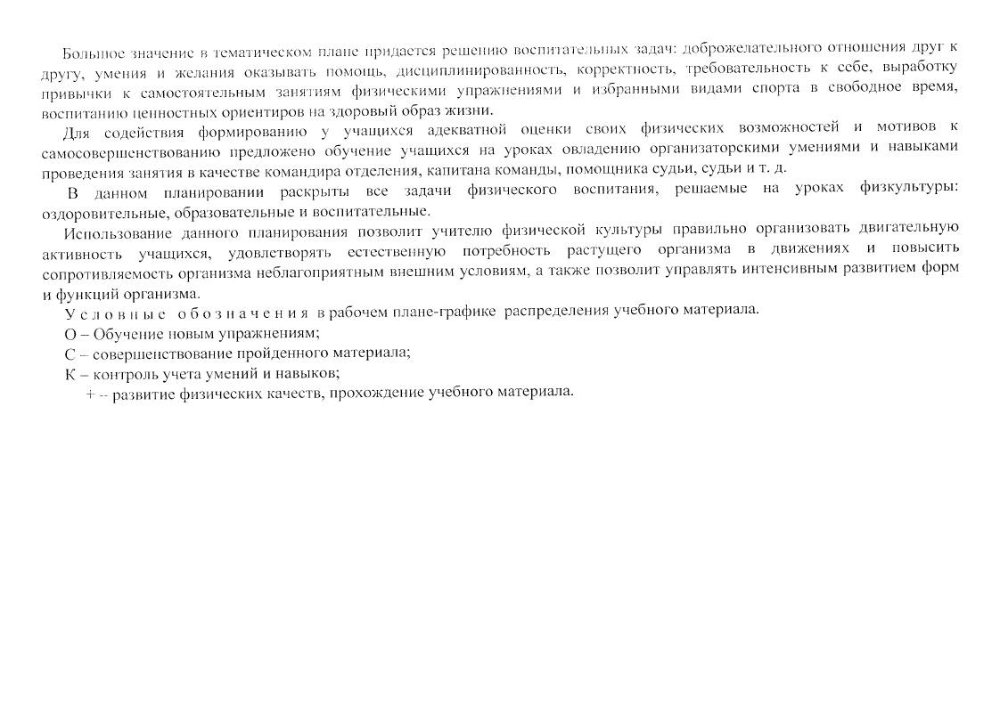 Большое значение в тематическом плане придается решению воспитательных задач: доброжелательного отношения друг к
другу, умения и желания оказывать помощь, дисциплинированность, корректность, требовательность к себе, выработку
привычки к самостоятельным занятиям физическими упражнениями и избранными видами спорта в свободное время,
воспитанию ценностных ориентиров на здоровый образ жизни.
Для содействия формированию у учащихся адекватной оценки своих физических возможностей и мотивов к
самосовершенствованию предложено обучение учащихся на уроках овладению организаторскими умениями и навыками
проведения занятия в качестве командира отделения, капитана команды, помощника судьи, судьи и т. д.
В данном планировании раскрыты все задачи физического воспитания, решаемые на уроках физкультуры:
оздоровительные, образовательные и воспитательные.
Использование данного планирования позволит учителю физической культуры правильно организовать двигательную
активность учащихся, удовлетворять естественную потребность растущего организма в движениях и повысить
сопротивляемость организма неблагоприятным внешним условиям, а также позволит управлять интенсивным развитием форм
и функций организма.
У с л о в н ы е о б о з н а ч е н и я в рабочем плане-графике распределения учебного материала.
О – Обучение новым упражнениям;
С – совершенствование пройденного материала;
К – контроль учета умений и навыков;
+ – развитие физических качеств, прохождение учебного материала.